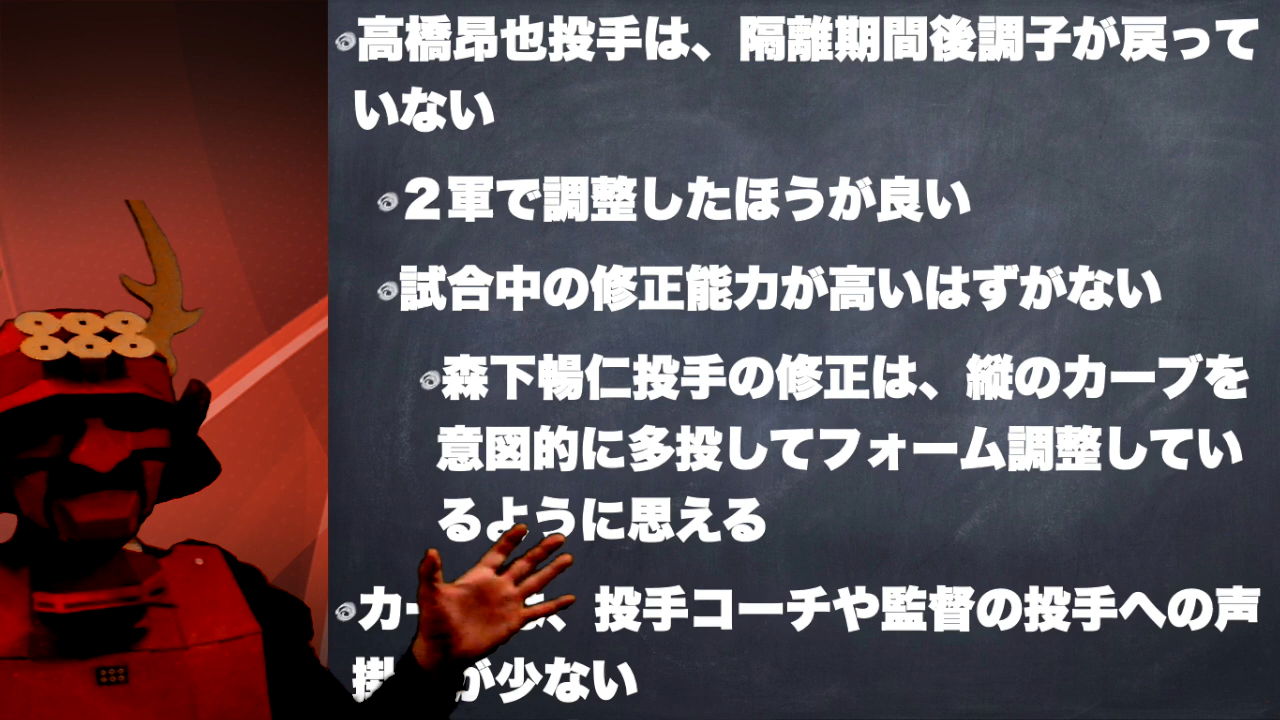 高橋昂也投手は、隔離期間後調子が戻って
いない
２軍で調整したほうが良い
試合中の修正能力が高いはずがない
森下暢仁投手の修正は、縦のカーブを
意図的に多投してフォーム調整してい
るように思える
カー、投手コーチや監督の投手への声
掛が少ない